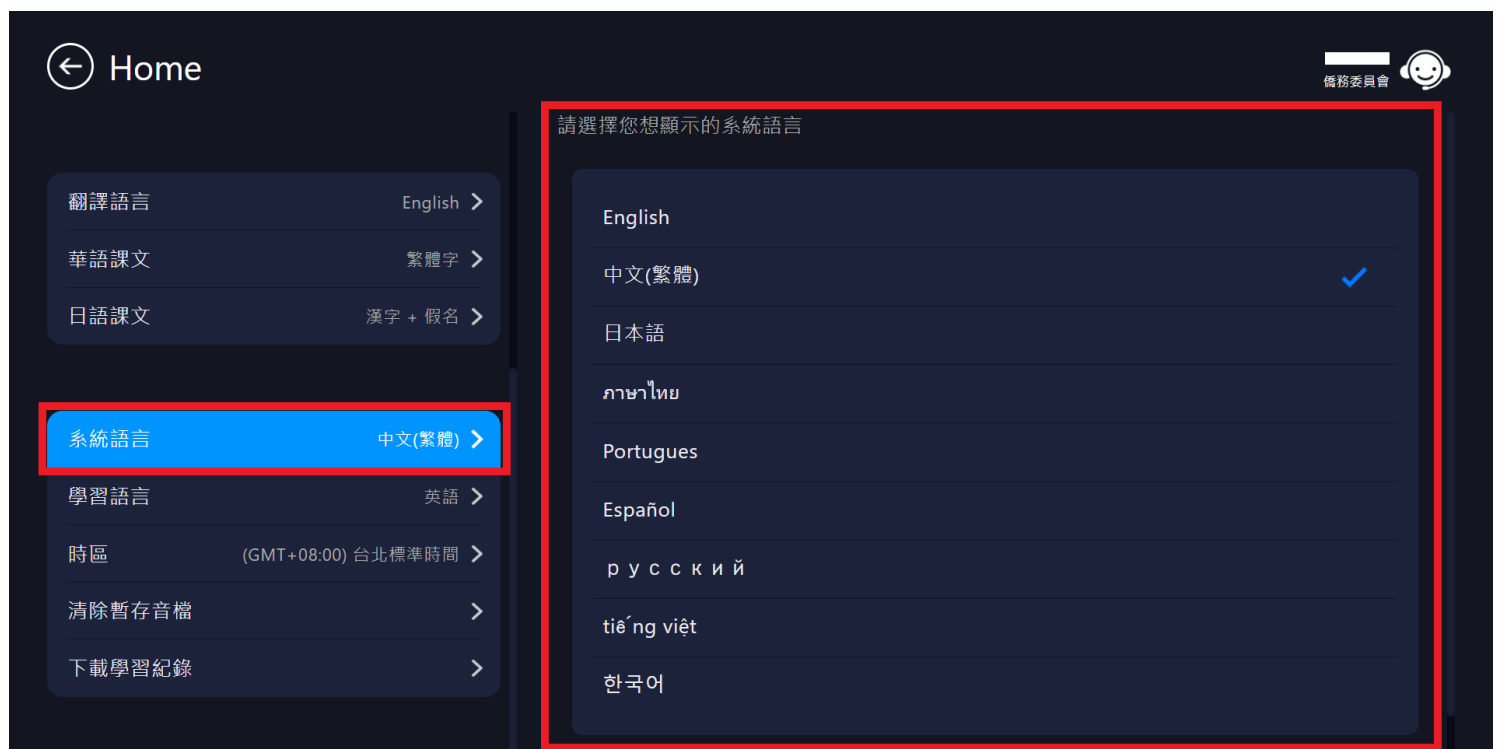 Home
僑務委員會
請選擇您想顯示的系統語言
翻譯語言 English
華語課文 繁體字
日語課文 漢字 + 假名
系統語言 中文(繁體)
學習語言 英語
時區 (GMT+08:00) 台北標準時間
清除暫存音檔
下載學習紀錄
English
中文(繁體)
日本語
ภาษาไทย
Portugues
Español
русский
tiếng việt
한국어